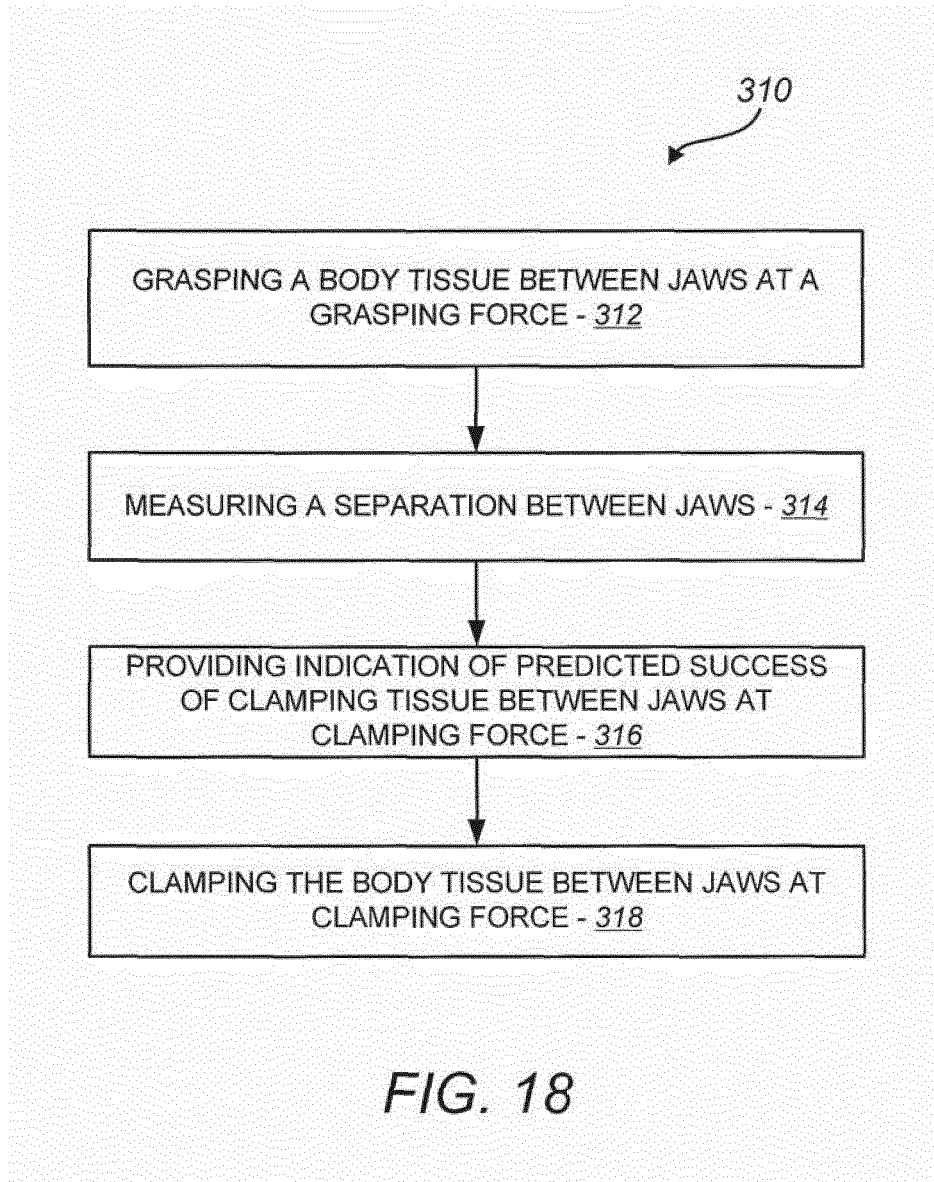 310
GRASPING A BODY TISSUE BETWEEN JAWS AT A
GRASPING FORCE - 312
MEASURING A SEPARATION BETWEEN JAWS - 314
PROVIDING INDICATION OF PREDICTED SUCCESS
OF CLAMPING TISSUE BETWEEN JAWS AT
CLAMPING FORCE - 316
CLAMPING THE BODY TISSUE BETWEEN JAWS AT
CLAMPING FORCE - 318
FIG. 18